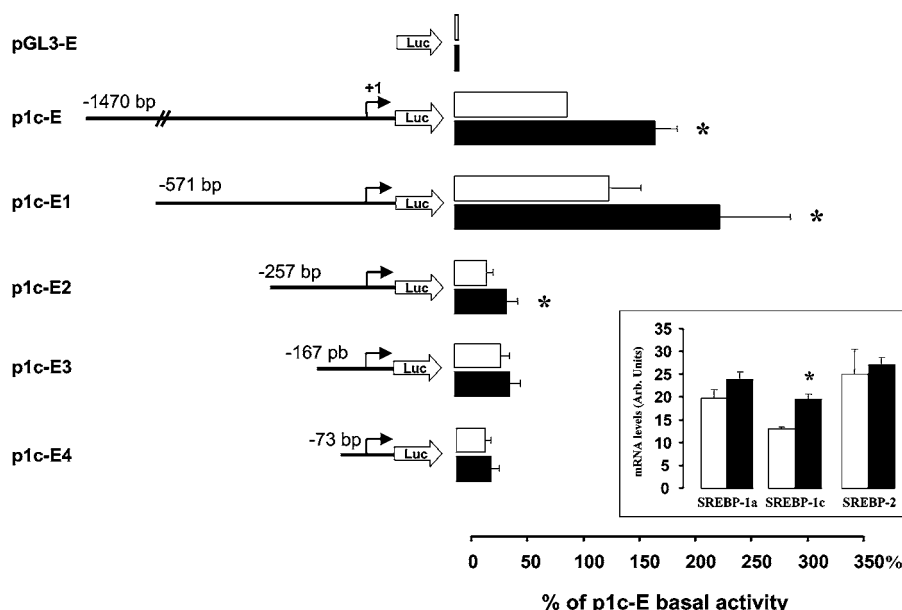 pGL3-E
Luc
-1470 bp
+1
p1c-E
Luc
-571 bp
p1c-E1
Luc
*
-257 bp
p1c-E2
Luc
*
-167 pb
p1c-E3
Luc
-73 bp
p1c-E4
Luc
*
mRNA levels (Arb. Units)
35
30
25
20
15
10
5
0
*
SREBP-1a SREBP-1c SREBP-2
0 50 100 150 200 250 300 350%
% of p1c-E basal activity